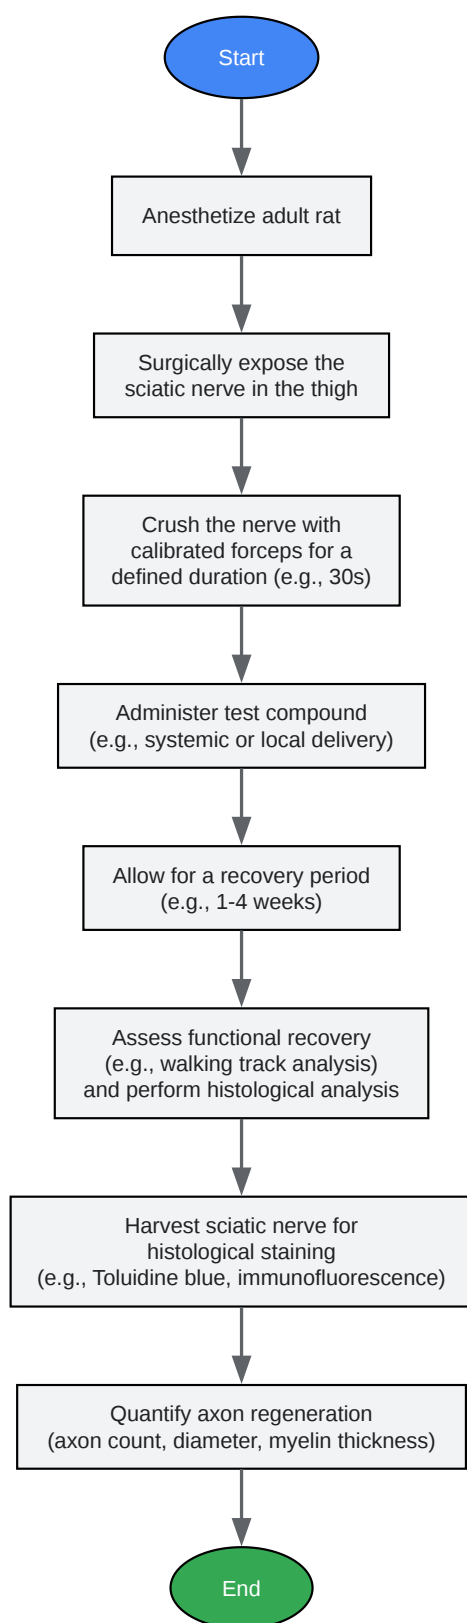 Start
Anesthetize adult rat
Surgically expose the
sciatic nerve in the thigh
Crush the nerve with
calibrated forceps for a
defined duration (e.g., 30s)
Administer test compound
(e.g., systemic or local delivery)
Allow for a recovery period
(e.g., 1-4 weeks)
Assess functional recovery
(e.g., walking track analysis)
and perform histological analysis
Harvest sciatic nerve for
histological staining
(e.g., Toluidine blue, immunofluorescence)
Quantify axon regeneration
(axon count, diameter, myelin thickness)
End